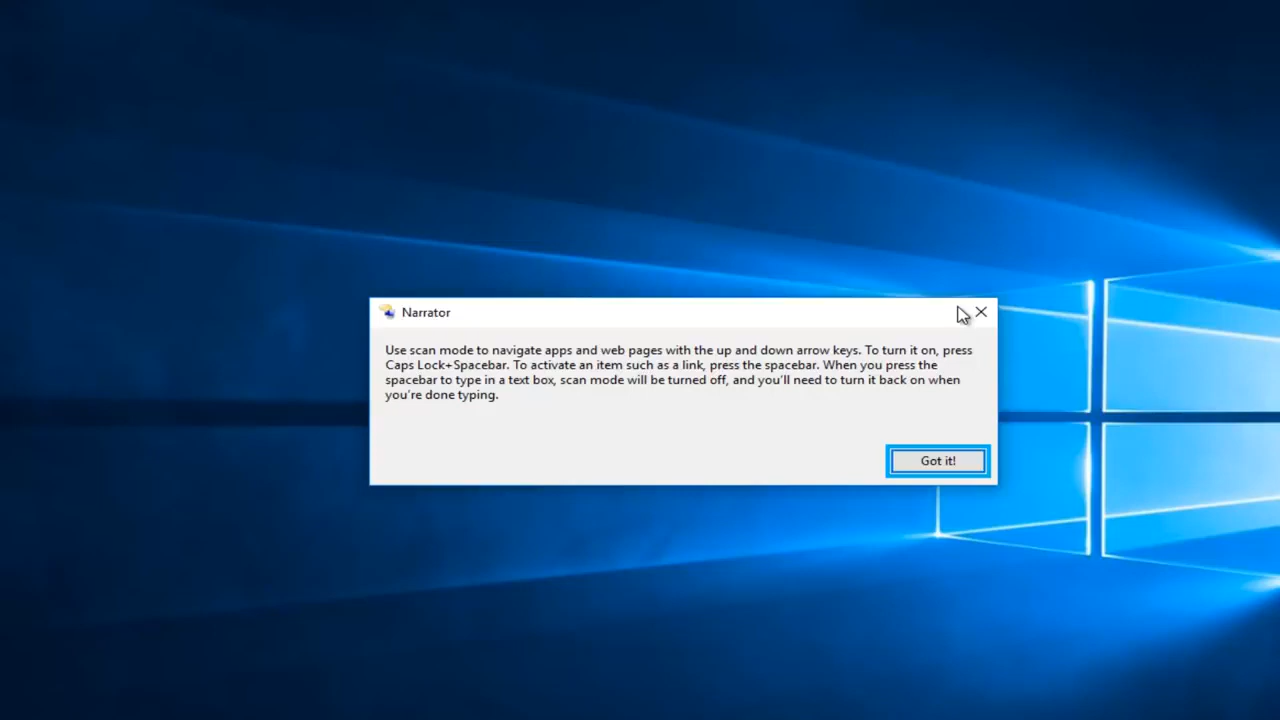 Narrator
Use scan mode to navigate apps and web pages with the up and down arrow keys. To turn it on, press
Caps Lock+Spacebar. To activate an item such as a link, press the spacebar. When you press the
spacebar to type in a text box, scan mode will be turned off, and you'll need to turn it back on when
you're done typing.
Got it!